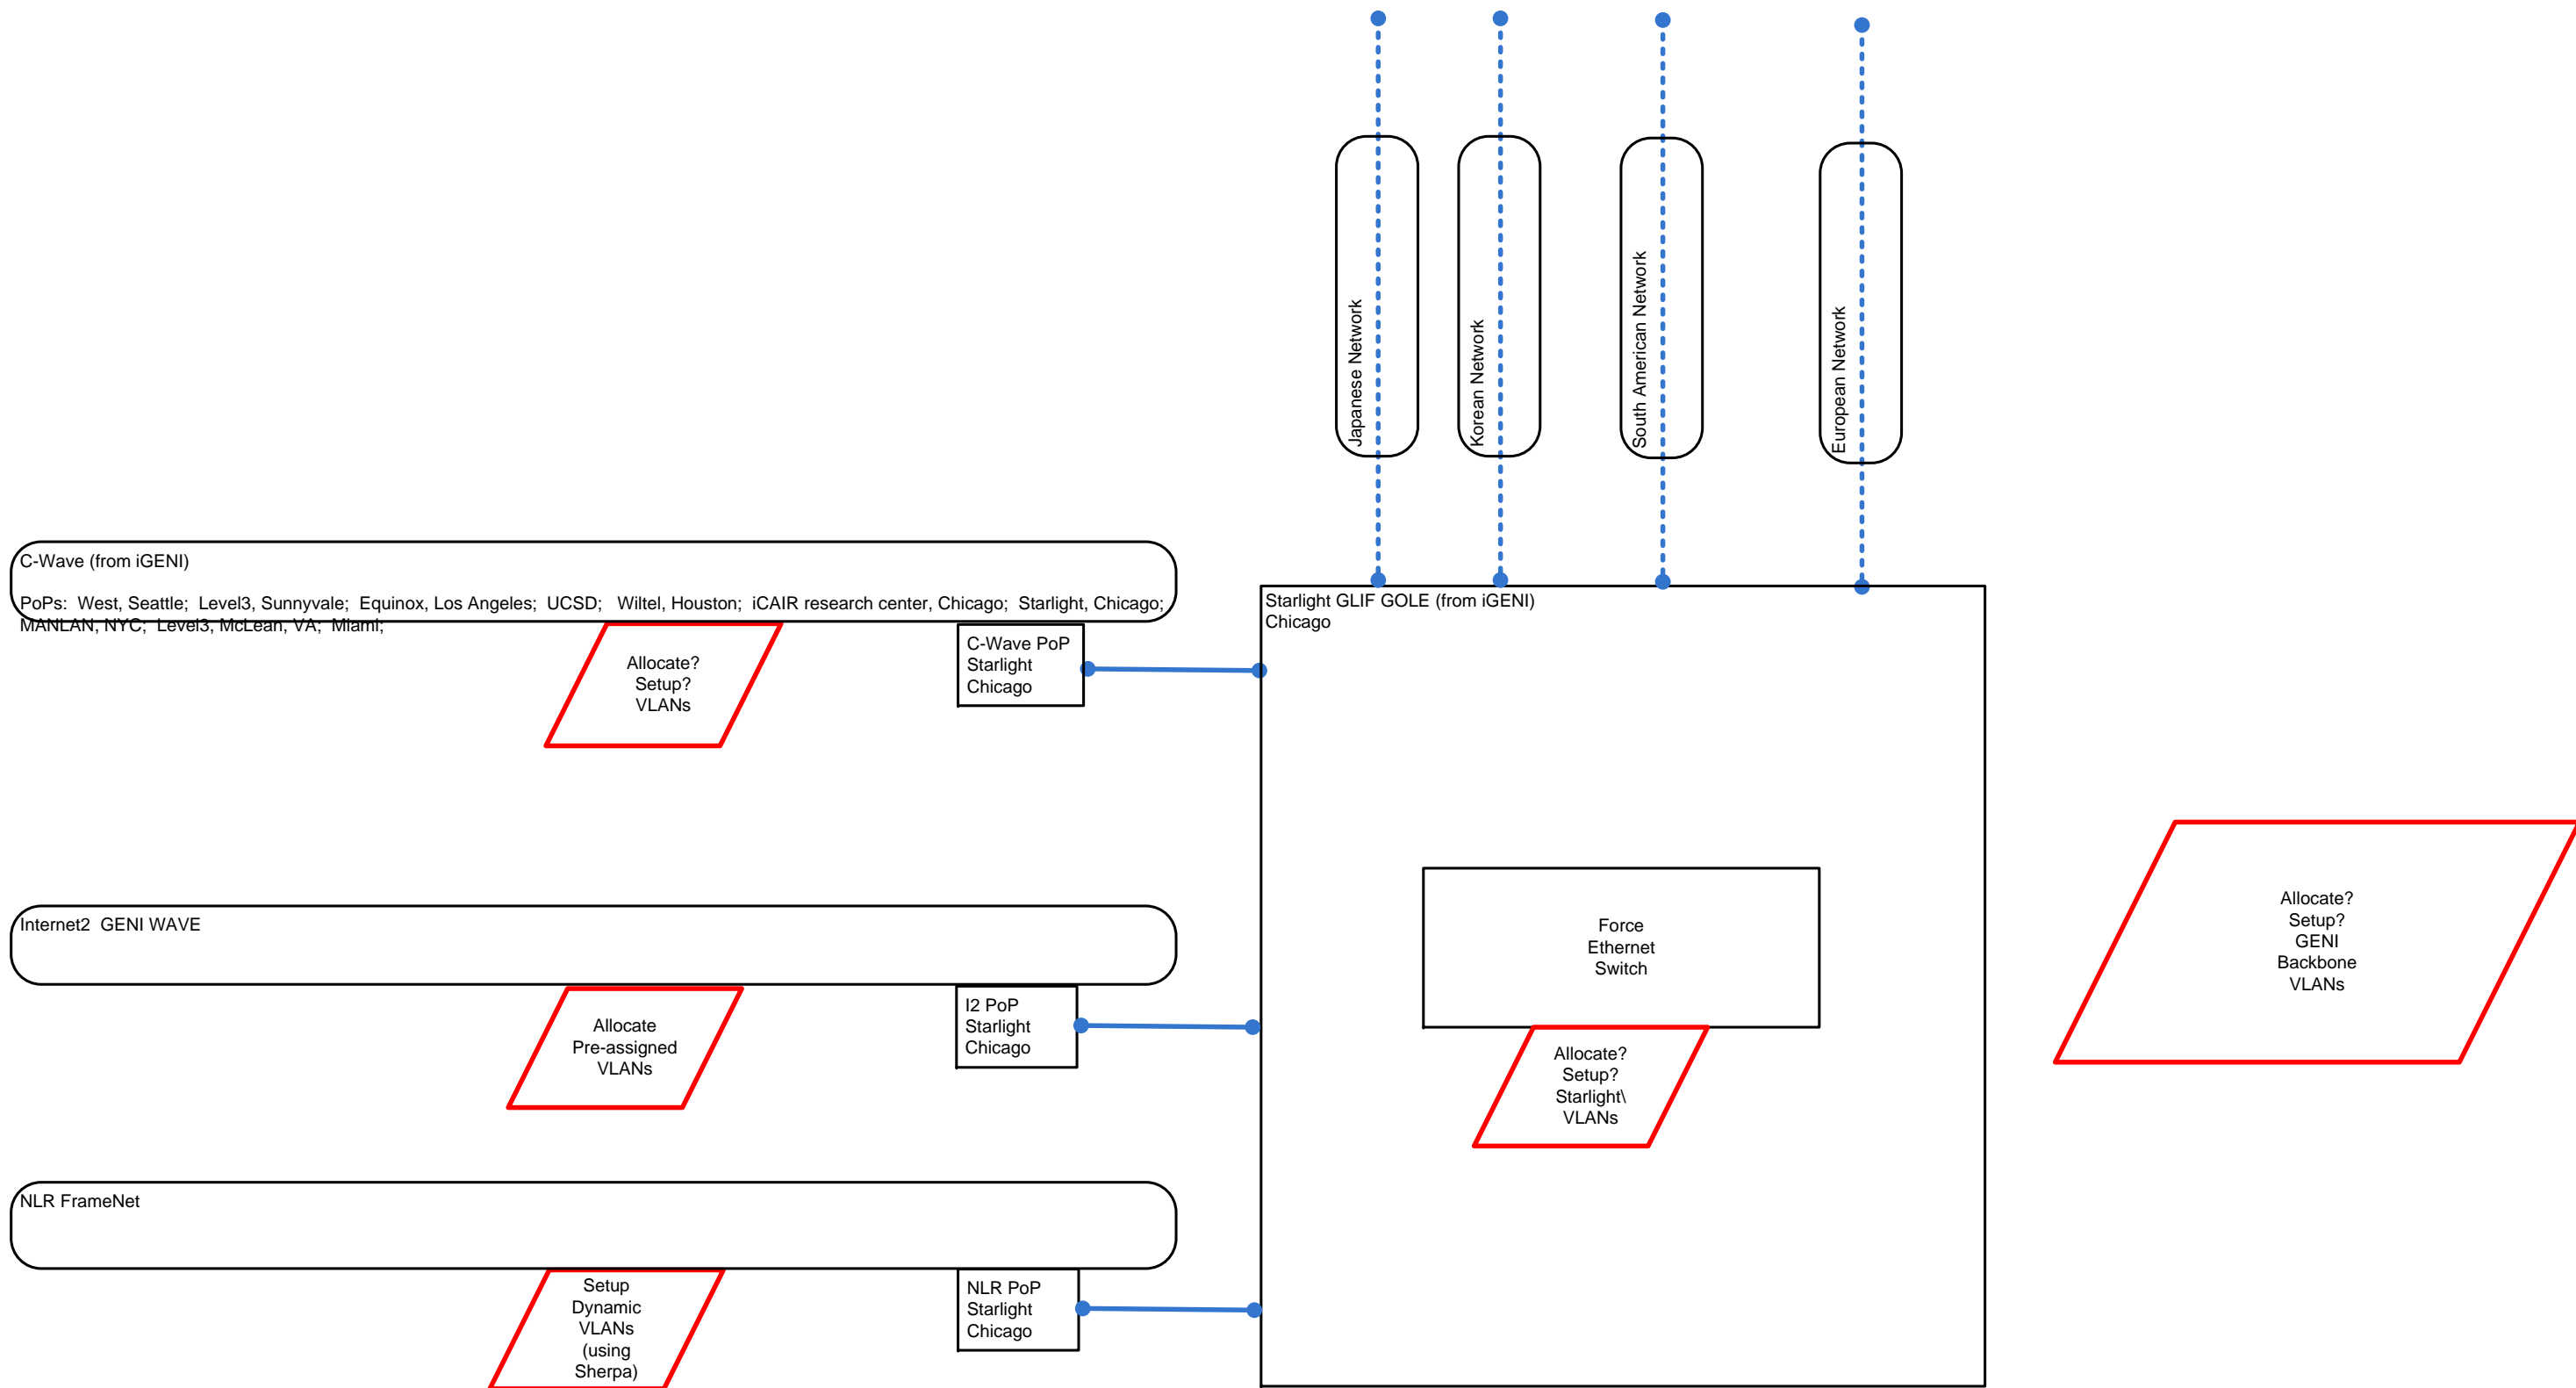 Japanese Network
Korean Network
South American Network
European Network
C-Wave (from iGENI)
PoPs:  West, Seattle;  Level3, Sunnyvale;  Equinox, Los Angeles;  UCSD;   Wiltel, Houston;  iCAIR research center, Chicago;  Starlight, Chicago;
MANLAN, NYC;  Level3, McLean, VA;  Miami;
Allocate?
Setup?
VLANs
C-Wave PoP
Starlight
Chicago
Starlight GLIF GOLE (from iGENI)
Chicago
Internet2  GENI WAVE
Allocate
Pre-assigned
VLANs
I2 PoP
Starlight
Chicago
Force
Ethernet
Switch
Allocate?
Setup?
Starlight\
VLANs
Allocate?
Setup?
GENI
Backbone
VLANs
NLR FrameNet
Setup
Dynamic
VLANs
(using
Sherpa)
NLR PoP
Starlight
Chicago